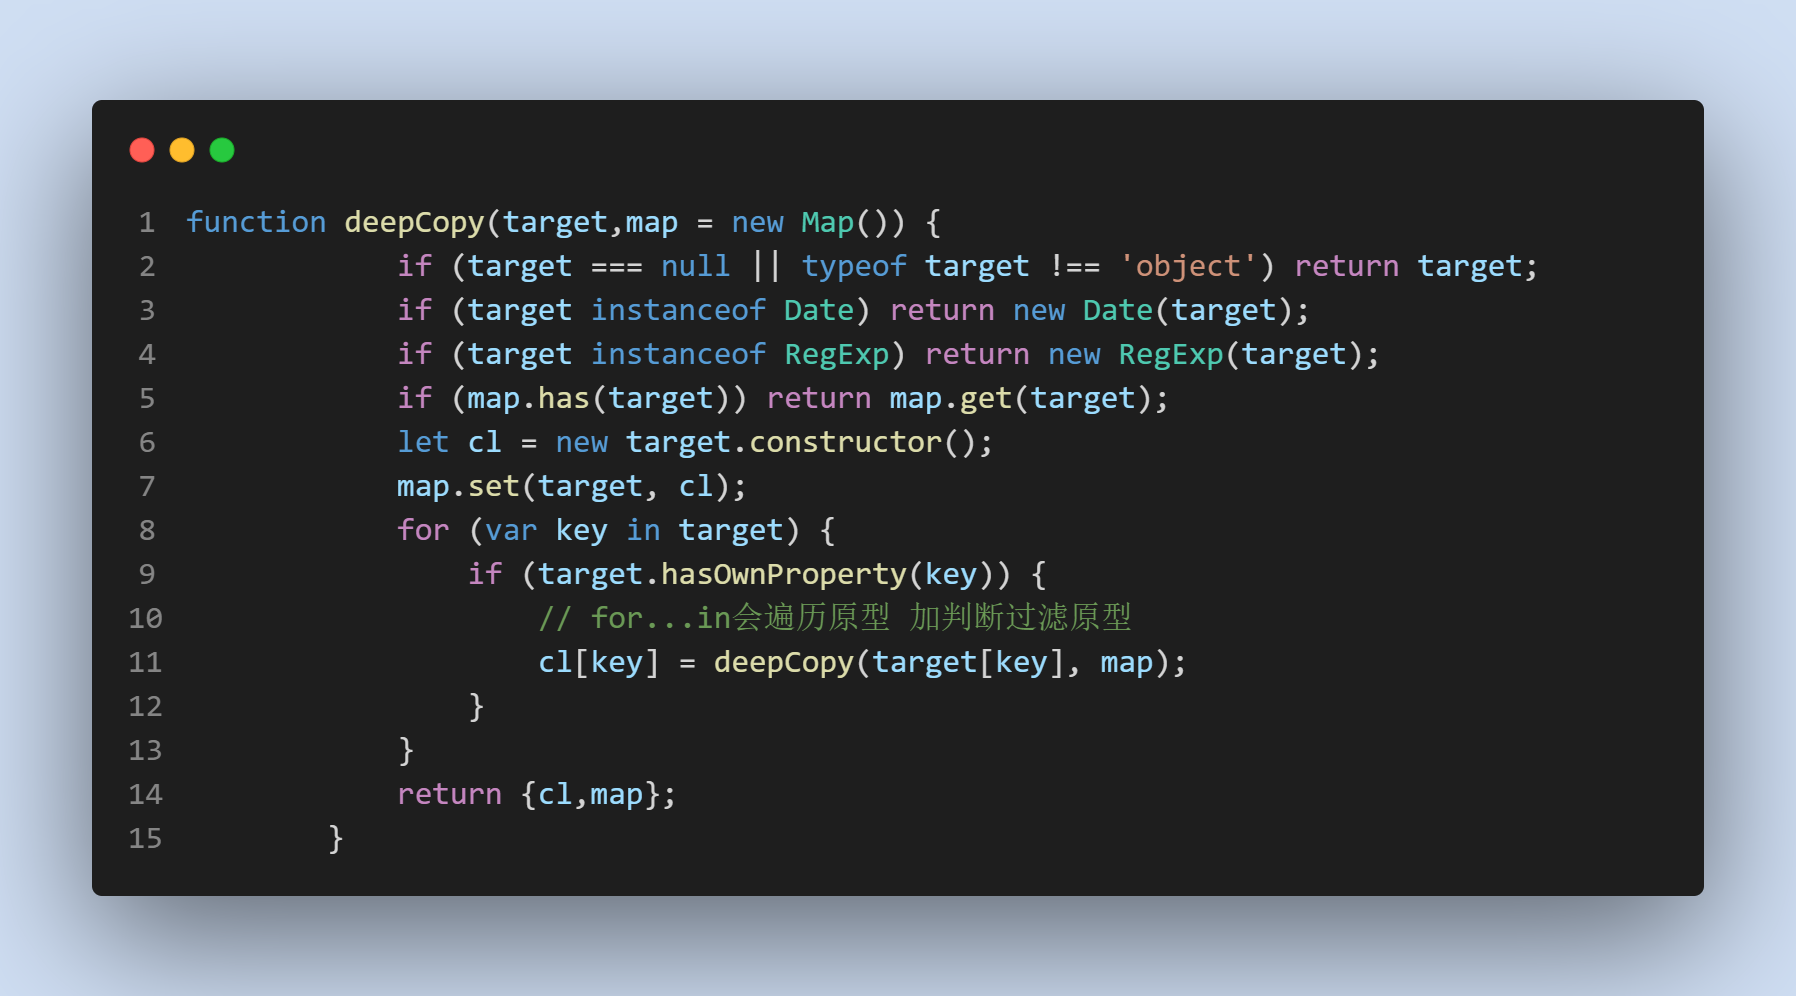 1 function deepCopy(target,map = new Map()) {
2             if (target === null || typeof target !== 'object') return target;
3             if (target instanceof Date) return new Date(target);
4             if (target instanceof RegExp) return new RegExp(target);
5             if (map.has(target)) return map.get(target);
6             let cl = new target.constructor();
7             map.set(target, cl);
8             for (var key in target) {
9                 if (target.hasOwnProperty(key)) {
10                     // for...in会遍历原型 加判断过滤原型
11                     cl[key] = deepCopy(target[key], map);
12                 }
13             }
14             return {cl,map};
15         }